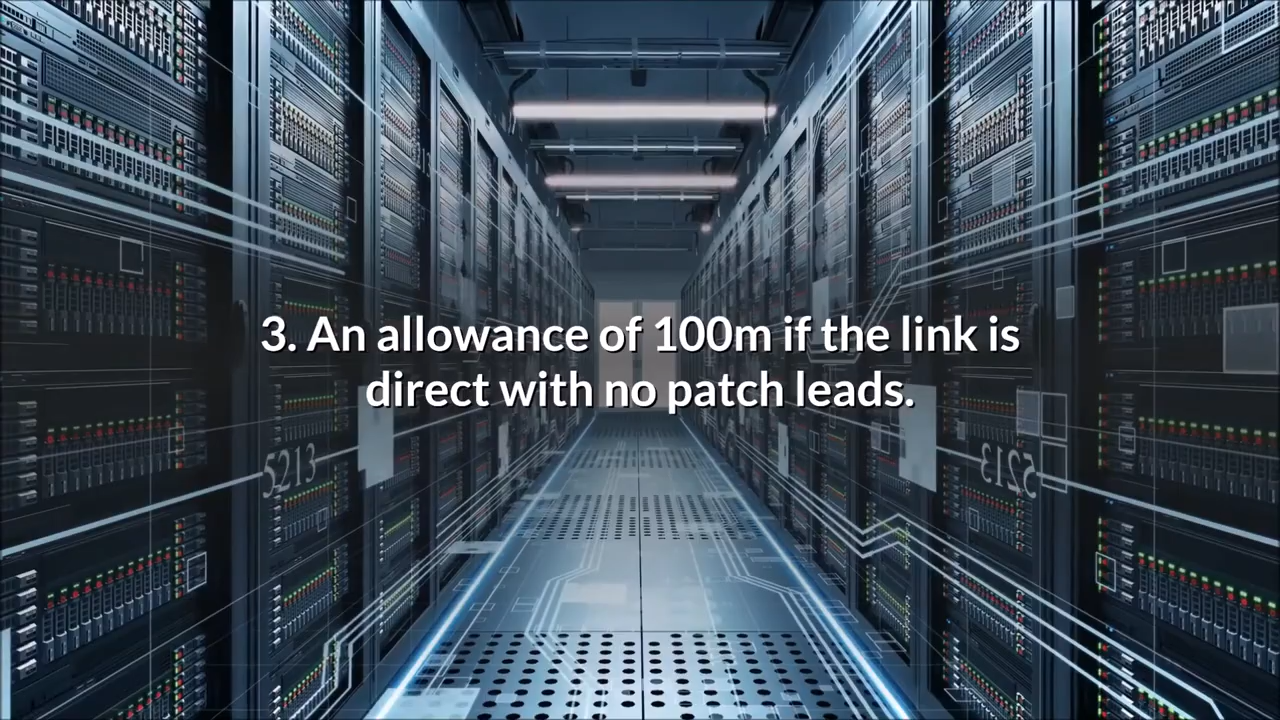 3. An allowance of 100m if the link is
direct with no patch leads.
5213
5213